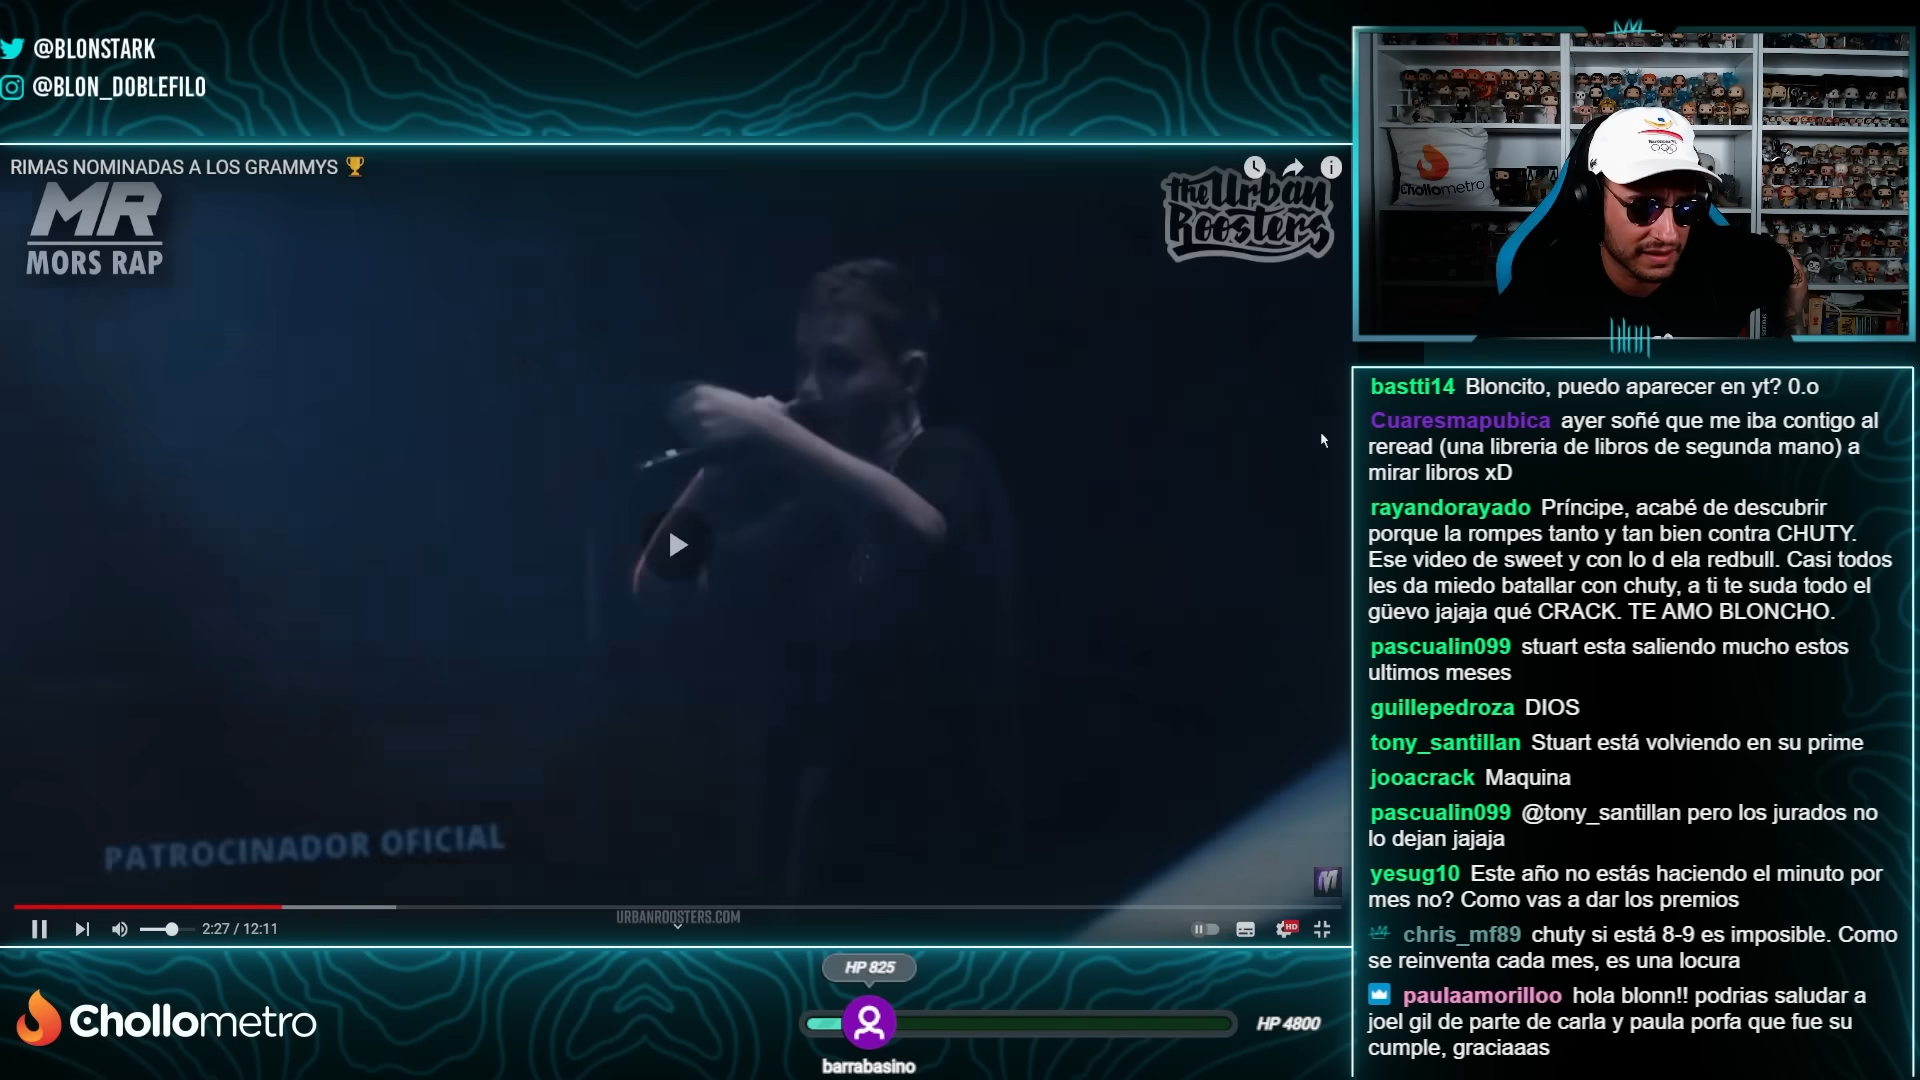 @BLONSTARK
@BLON_DOBLEFILO
RIMAS NOMINADAS A LOS GRAMMYS
MR
MORS RAP
the Urban
Roosters
PATROCINADOR OFICIAL
URBANROOSTERS.COM
2:27 / 12:11
HD
Chollometro
HP 825
HP 4800
barrabasino
Chollometro
bastti14 Bloncito, puedo aparecer en yt? 0.o
Cuaresmapubica ayer soñé que me iba contigo al
reread (una libreria de libros de segunda mano) a
mirar libros xD
rayandorayado Príncipe, acabé de descubrir
porque la rompes tanto y tan bien contra CHUTY.
Ese video de sweet y con lo d ela redbull. Casi todos
les da miedo batallar con chuty, a ti te suda todo el
güevo jajaja qué CRACK. TE AMO BLONCHO.
pascualin099 stuart esta saliendo mucho estos
ultimos meses
guillepedroza DIOS
tony_santillan Stuart está volviendo en su prime
jooacrack Maquina
pascualin099 @tony_santillan pero los jurados no
lo dejan jajaja
yesug10 Este año no estás haciendo el minuto por
mes no? Como vas a dar los premios
chris_mf89 chuty si está 8-9 es imposible. Como
se reinventa cada mes, es una locura
paulaamorilloo hola blonn!! podrias saludar a
joel gil de parte de carla y paula porfa que fue su
cumple, graciaaas